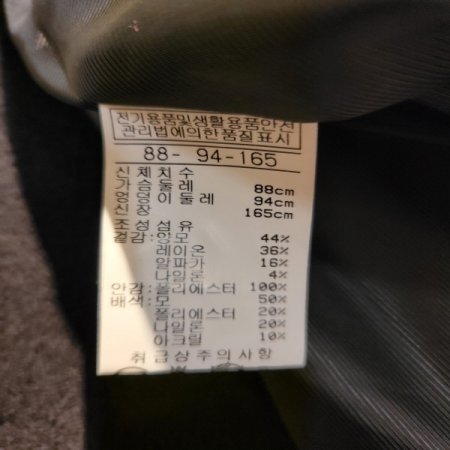 전기용품및생활용품안전
관리법에의한품질표시
88- 94-165
신체치수
가슴둘레 88cm
엉덩이둘레 94cm
신장 165cm
조성섬유
겉감:양모 44%
레이온 36%
알파카 16%
나일론 4%
안감:폴리에스터 100%
배색:모 50%
폴리에스터 20%
나일론 20%
아크릴 10%
취급상주의사항